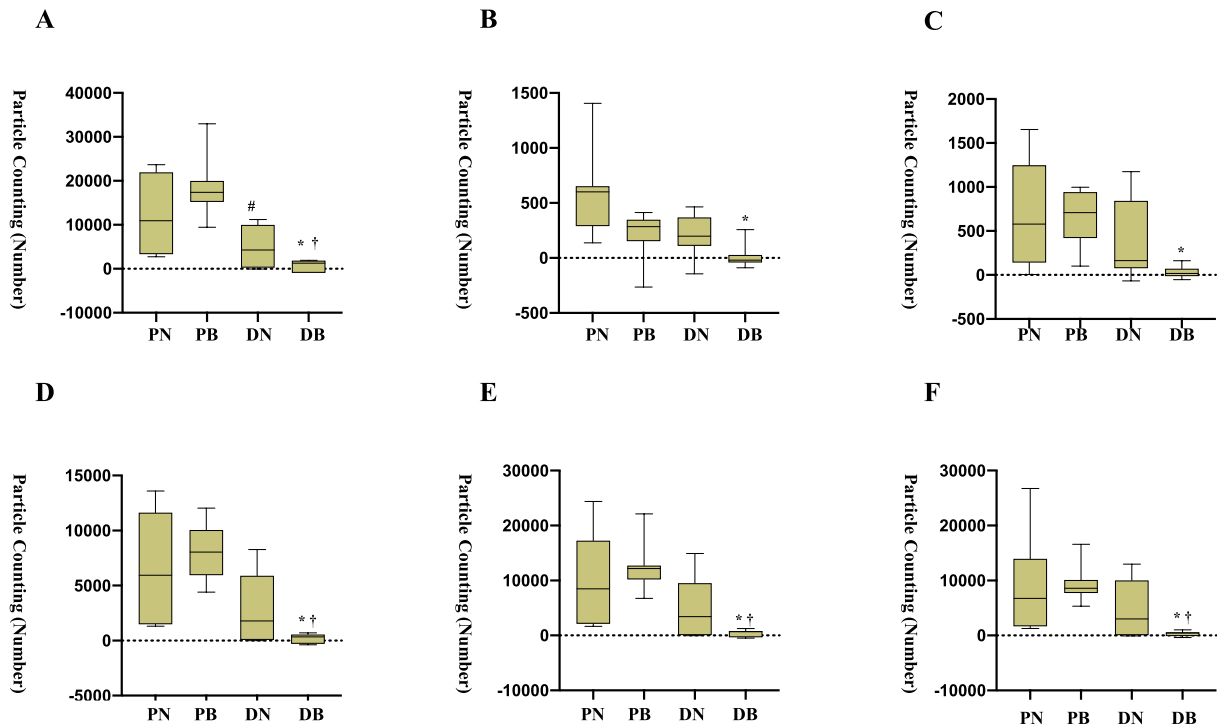 A
Particle Counting (Number)
40000
30000
20000
10000
0
-10000
#
* †
PN PB DN DB
B
Particle Counting (Number)
1500
1000
500
0
-500
*
PN PB DN DB
C
Particle Counting (Number)
2000
1500
1000
500
0
-500
*
PN PB DN DB
D
Particle Counting (Number)
15000
10000
5000
0
-5000
* †
PN PB DN DB
E
Particle Counting (Number)
30000
20000
10000
0
-10000
* †
PN PB DN DB
F
Particle Counting (Number)
30000
20000
10000
0
-10000
* †
PN PB DN DB